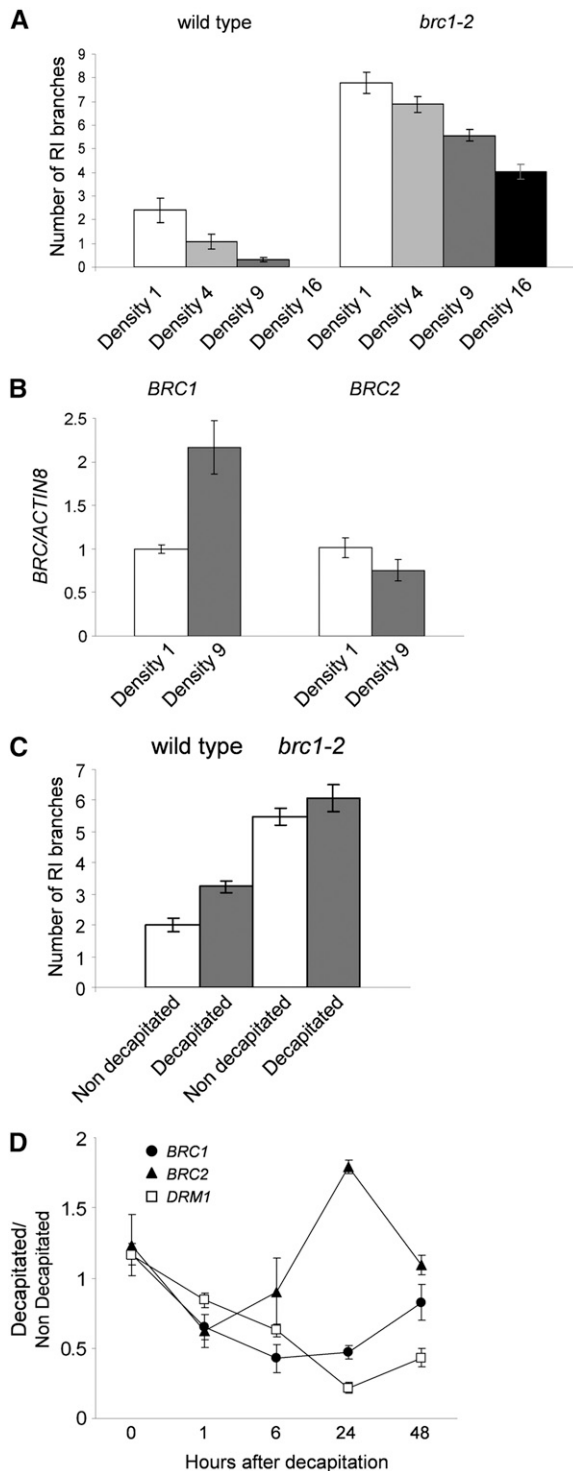 A
wild type
brc1-2
Number of RI branches
9
8
7
6
5
4
3
2
1
0
Density 1
Density 4
Density 9
Density 16
Density 1
Density 4
Density 9
Density 16
B
BRC1
BRC2
BRC/ACTIN8
2.5
2
1.5
1
0.5
0
Density 1
Density 9
Density 1
Density 9
C
wild type
brc1-2
Number of RI branches
7
6
5
4
3
2
1
0
Non decapitated
Decapitated
Non decapitated
Decapitated
D
BRC1
BRC2
DRM1
Decapitated/
Non Decapitated
2
1.5
1
0.5
0
0
1
6
24
48
Hours after decapitation